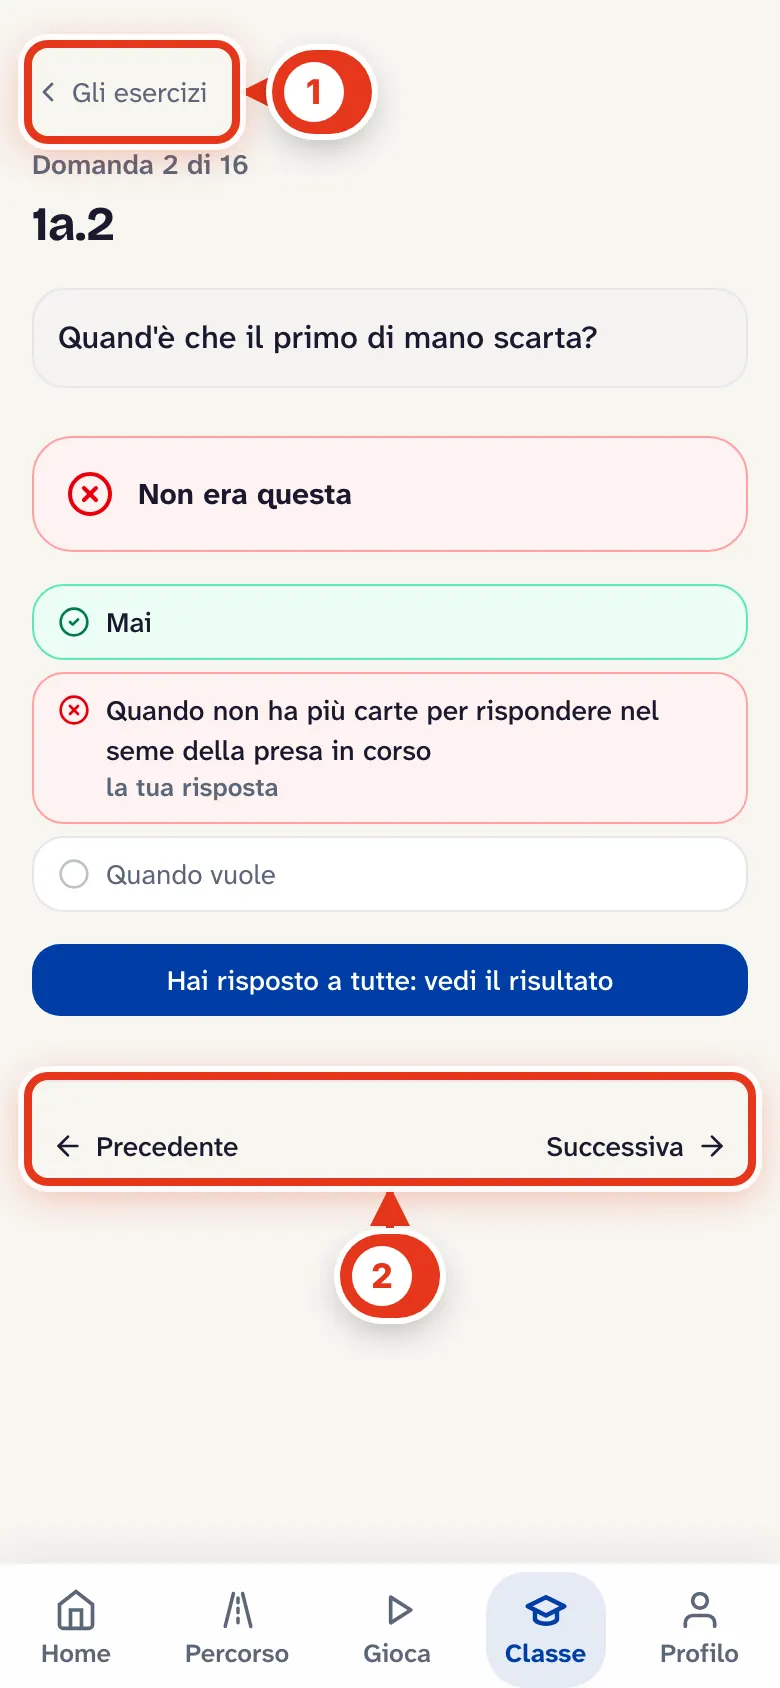 Gli esercizi
1
Domanda 2 di 16
1a.2
Quand'è che il primo di mano scarta?
Non era questa
Mai
Quando non ha più carte per rispondere nel
seme della presa in corso
la tua risposta
Quando vuole
Hai risposto a tutte: vedi il risultato
Precedente
Successiva
2
Home
Percorso
Gioca
Classe
Profilo